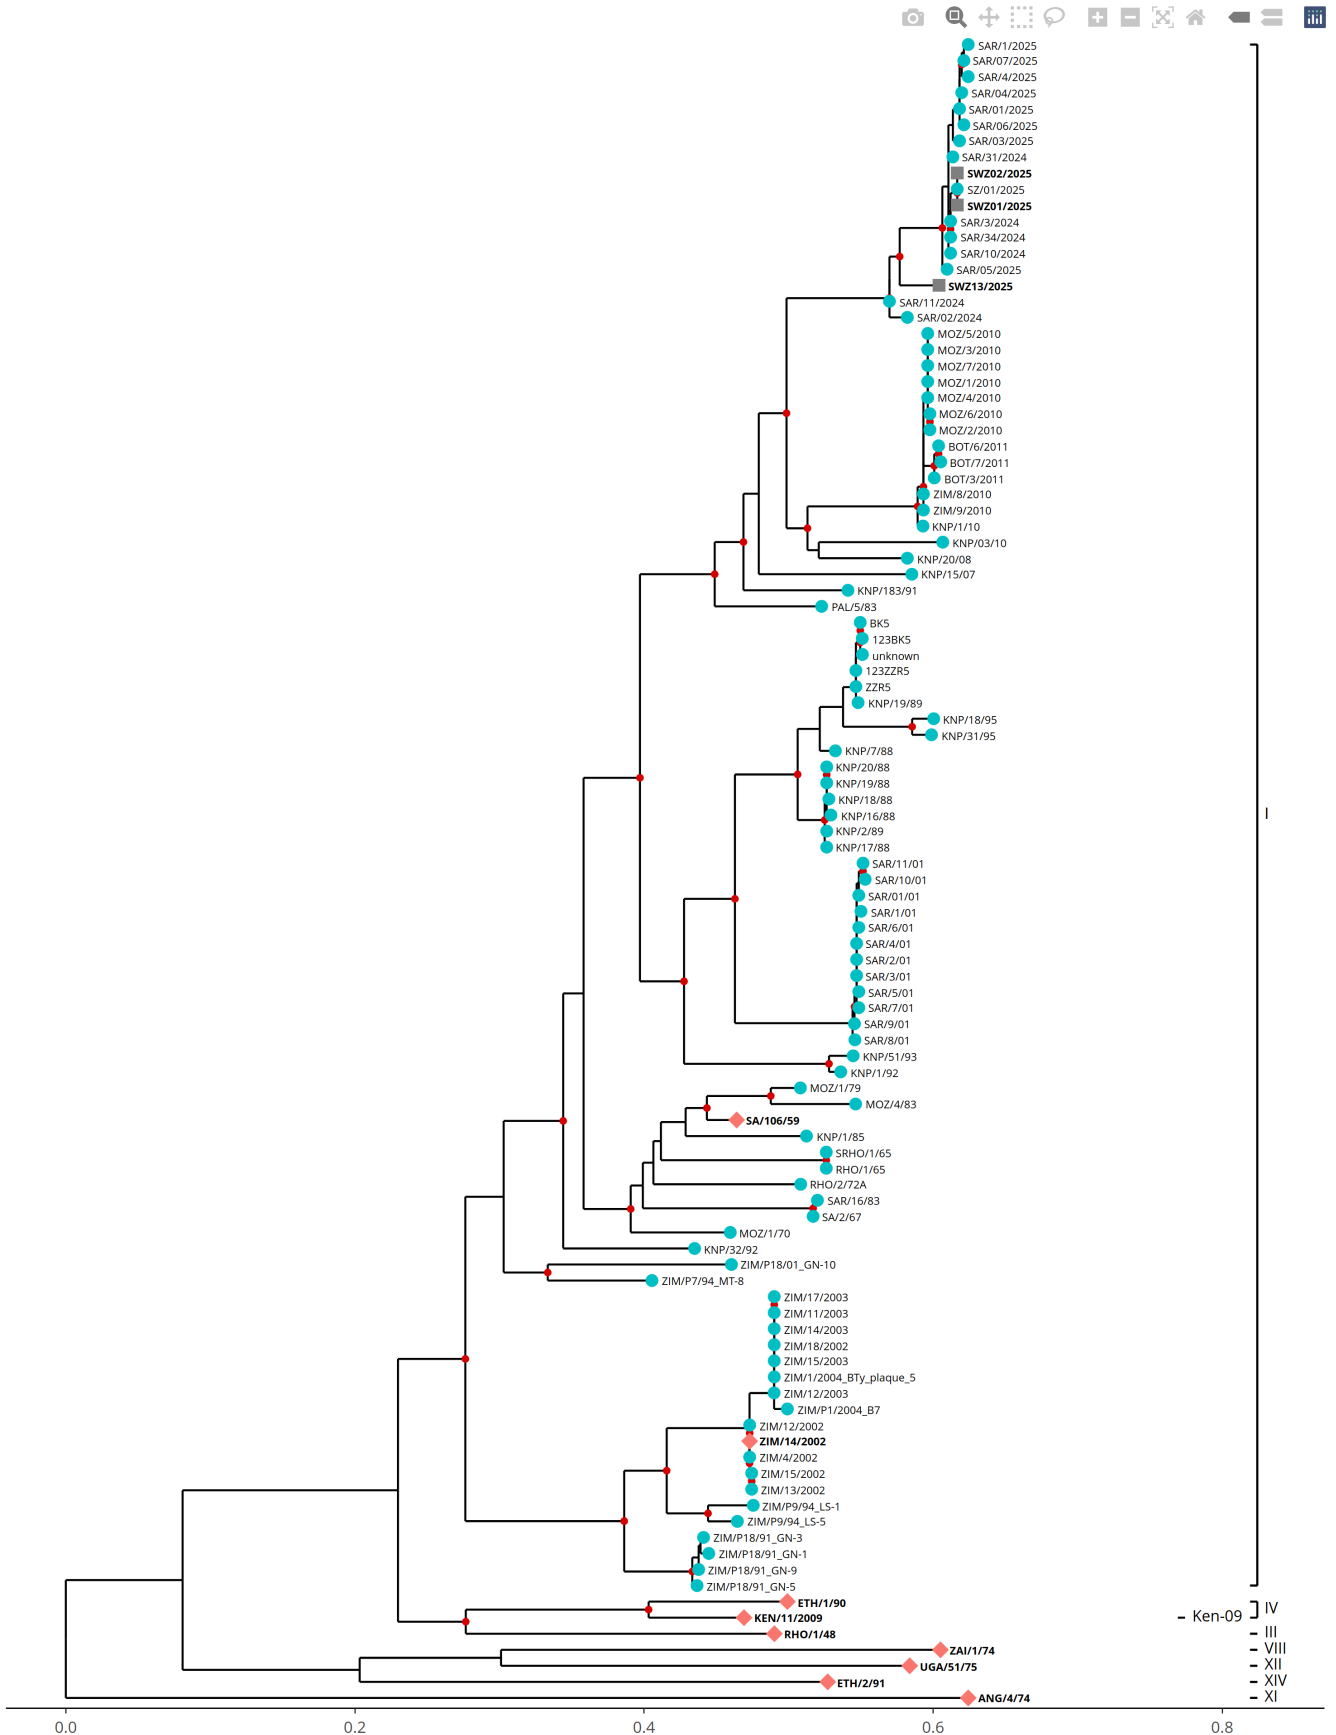 SAR/1/2025
SAR/07/2025
SAR/4/2025
SAR/04/2025
SAR/01/2025
SAR/06/2025
SAR/03/2025
SAR/31/2024
SWZ02/2025
SZ/01/2025
SWZ01/2025
SAR/3/2024
SAR/34/2024
SAR/10/2024
SAR/05/2025
SWZ13/2025
SAR/11/2024
SAR/02/2024
MOZ/5/2010
MOZ/3/2010
MOZ/7/2010
MOZ/1/2010
MOZ/4/2010
MOZ/6/2010
MOZ/2/2010
BOT/6/2011
BOT/7/2011
BOT/3/2011
ZIM/8/2010
ZIM/9/2010
KNP/1/10
KNP/03/10
KNP/20/08
KNP/15/07
KNP/183/91
PAL/5/83
BK5
123BK5
unknown
123ZZR5
ZZR5
KNP/19/89
KNP/18/95
KNP/31/95
KNP/7/88
KNP/20/88
KNP/19/88
KNP/18/88
I
KNP/16/88
KNP/2/89
KNP/17/88
SAR/11/01
SAR/10/01
SAR/01/01
SAR/1/01
SAR/6/01
SAR/4/01
SAR/2/01
SAR/3/01
SAR/5/01
SAR/7/01
SAR/9/01
SAR/8/01
KNP/51/93
KNP/1/92
MOZ/1/79
MOZ/4/83
SA/106/59
KNP/1/85
SRHO/1/65
RHO/1/65
RHO/2/72A
SAR/16/83
SA/2/67
MOZ/1/70
KNP/32/92
ZIM/P18/01_GN-10
ZIM/P7/94_MT-8
ZIM/17/2003
ZIM/11/2003
ZIM/14/2003
ZIM/18/2002
ZIM/15/2003
ZIM/1/2004_BTy_plaque_5
ZIM/12/2003
ZIM/P1/2004_B7
ZIM/12/2002
ZIM/14/2002
ZIM/4/2002
ZIM/15/2002
ZIM/13/2002
ZIM/P9/94_LS-1
ZIM/P9/94_LS-5
ZIM/P18/91_GN-3
ZIM/P18/91_GN-1
ZIM/P18/91_GN-9
ZIM/P18/91_GN-5
ETH/1/90 IV
KEN/11/2009 Ken-09
RHO/1/48 III
ZAI/1/74 VIII
UGA/51/75 XII
ETH/2/91 XIV
ANG/4/74 XI
0.0 0.2 0.4 0.6 0.8